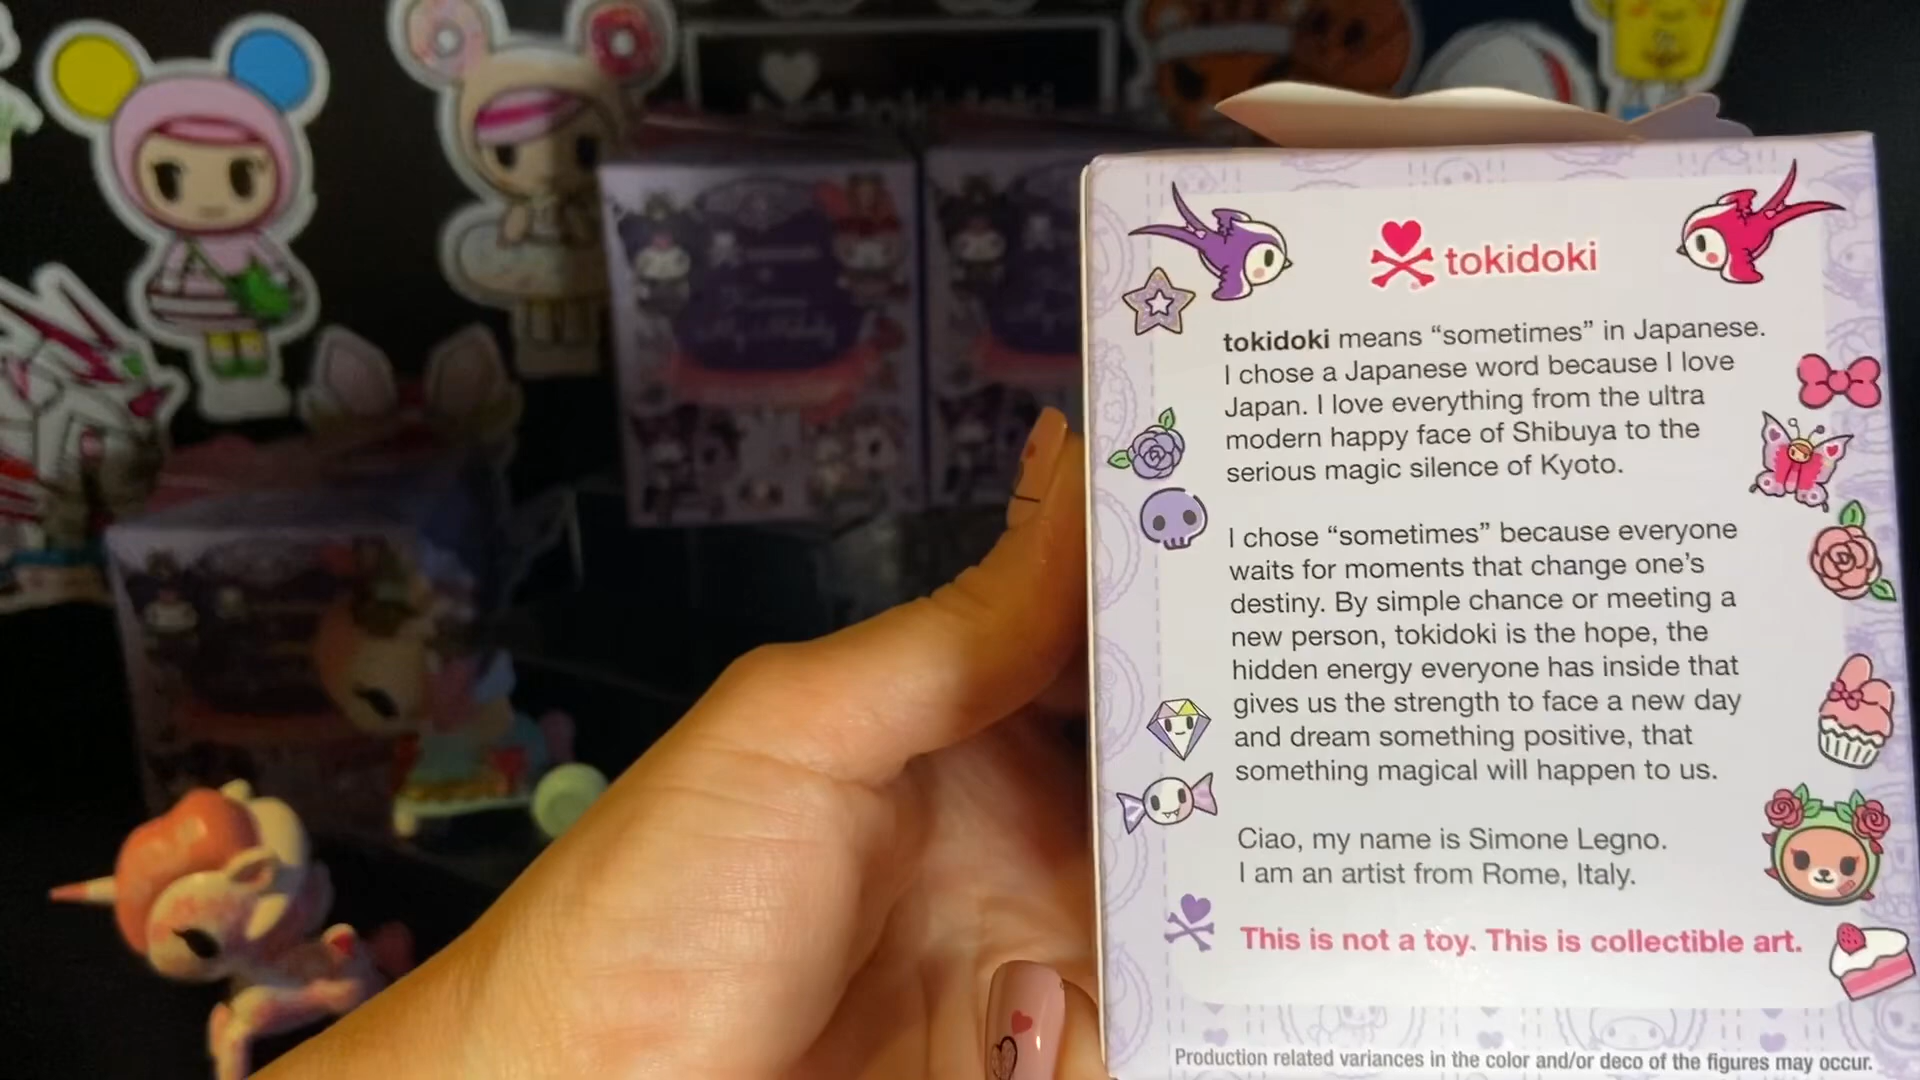 tokidoki
tokidoki
tokidoki means “sometimes” in Japanese.
I chose a Japanese word because I love
Japan. I love everything from the ultra
modern happy face of Shibuya to the
serious magic silence of Kyoto.
I chose “sometimes” because everyone
waits for moments that change one’s
destiny. By simple chance or meeting a
new person, tokidoki is the hope, the
hidden energy everyone has inside that
gives us the strength to face a new day
and dream something positive, that
something magical will happen to us.
Ciao, my name is Simone Legno.
I am an artist from Rome, Italy.
This is not a toy. This is collectible art.
Production related variances in the color and/or deco of the figures may occur.